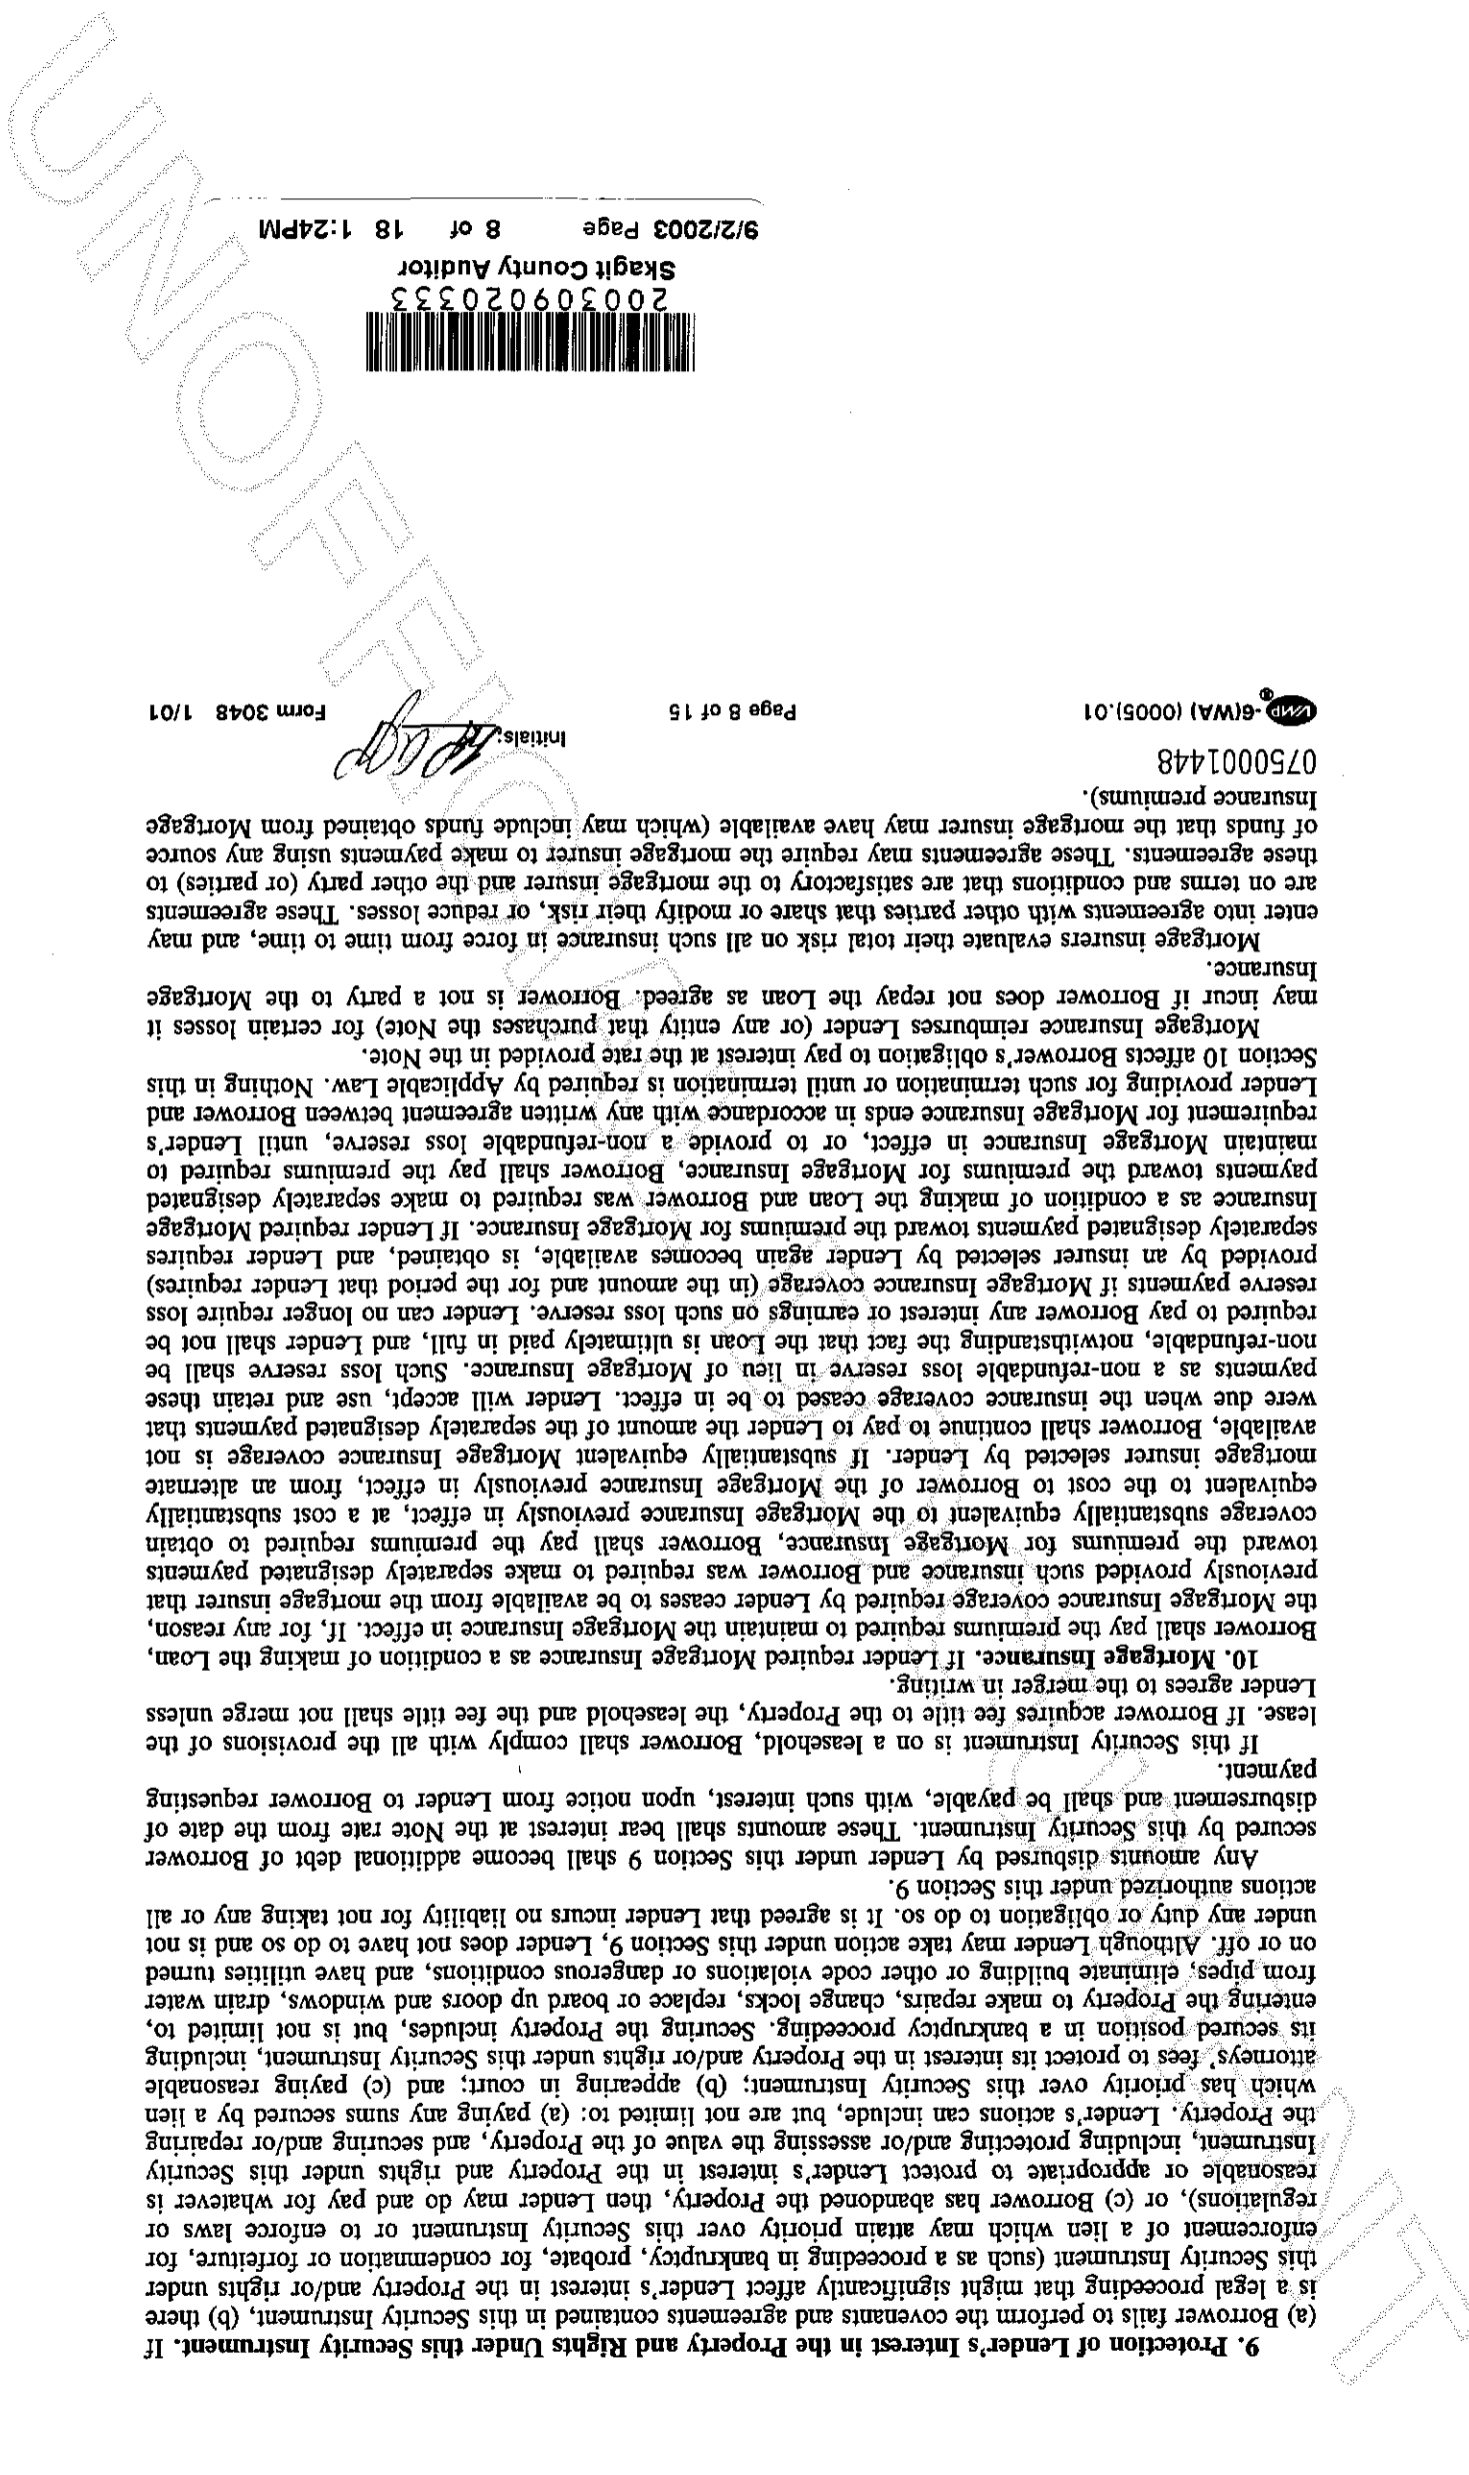 9. Protection of Lender's Interest in the Property and Rights Under this Security Instrument. If
(a) Borrower fails to perform the covenants and agreements contained in this Security Instrument, (b) there
is a legal proceeding that might significantly affect Lender's interest in the Property and/or rights under
this Security Instrument (such as a proceeding in bankruptcy, probate, for condemnation or forfeiture, for
enforcement of a lien which may attain priority over this Security Instrument or to enforce laws or
regulations), or (c) Borrower has abandoned the Property, then Lender may do and pay for whatever is
reasonable or appropriate to protect Lender's interest in the Property and rights under this Security
Instrument, including protecting and/or assessing the value of the Property, and securing and/or repairing
the Property. Lender's actions can include, but are not limited to: (a) paying any sums secured by a lien
which has priority over this Security Instrument; (b) appearing in court; and (c) paying reasonable
attorneys' fees to protect its interest in the Property and/or rights under this Security Instrument, including
its secured position in a bankruptcy proceeding. Securing the Property includes, but is not limited to,
entering the Property to make repairs, change locks, replace or board up doors and windows, drain water
from pipes, eliminate building or other code violations or dangerous conditions, and have utilities turned
on or off. Although Lender may take action under this Section 9, Lender does not have to do so and is not
under any duty or obligation to do so. It is agreed that Lender incurs no liability for not taking any or all
actions authorized under this Section 9.
Any amounts disbursed by Lender under this Section 9 shall become additional debt of Borrower
secured by this Security Instrument. These amounts shall bear interest at the Note rate from the date of
disbursement and shall be payable, with such interest, upon notice from Lender to Borrower requesting
payment.
If this Security Instrument is on a leasehold, Borrower shall comply with all the provisions of the
lease. If Borrower acquires fee title to the Property, the leasehold and the fee title shall not merge unless
Lender agrees to the merger in writing.
10. Mortgage Insurance. If Lender required Mortgage Insurance as a condition of making the Loan,
Borrower shall pay the premiums required to maintain the Mortgage Insurance in effect. If, for any reason,
the Mortgage Insurance coverage required by Lender ceases to be available from the mortgage insurer that
previously provided such insurance and Borrower was required to make separately designated payments
toward the premiums for Mortgage Insurance, Borrower shall pay the premiums required to obtain
coverage substantially equivalent to the Mortgage Insurance previously in effect, at a cost substantially
equivalent to the cost to Borrower of the Mortgage Insurance previously in effect, from an alternate
mortgage insurer selected by Lender. If substantially equivalent Mortgage Insurance coverage is not
available, Borrower shall continue to pay to Lender the amount of the separately designated payments that
were due when the insurance coverage ceased to be in effect. Lender will accept, use and retain these
payments as a non-refundable loss reserve in lieu of Mortgage Insurance. Such loss reserve shall be
non-refundable, notwithstanding the fact that the Loan is ultimately paid in full, and Lender shall not be
required to pay Borrower any interest or earnings on such loss reserve. Lender can no longer require loss
reserve payments if Mortgage Insurance coverage (in the amount and for the period that Lender requires)
provided by an insurer selected by Lender again becomes available, is obtained, and Lender requires
separately designated payments toward the premiums for Mortgage Insurance. If Lender required Mortgage
Insurance as a condition of making the Loan and Borrower was required to make separately designated
payments toward the premiums for Mortgage Insurance, Borrower shall pay the premiums required to
maintain Mortgage Insurance in effect, or to provide a non-refundable loss reserve, until Lender's
requirement for Mortgage Insurance ends in accordance with any written agreement between Borrower and
Lender providing for such termination or until termination is required by Applicable Law. Nothing in this
Section 10 affects Borrower's obligation to pay interest at the rate provided in the Note.
Mortgage Insurance reimburses Lender (or any entity that purchases the Note) for certain losses it
may incur if Borrower does not repay the Loan as agreed. Borrower is not a party to the Mortgage
Insurance.
Mortgage insurers evaluate their total risk on all such insurance in force from time to time, and may
enter into agreements with other parties that share or modify their risk, or reduce losses. These agreements
are on terms and conditions that are satisfactory to the mortgage insurer and the other party (or parties) to
these agreements. These agreements may require the mortgage insurer to make payments using any source
of funds that the mortgage insurer may have available (which may include funds obtained from Mortgage
Insurance premiums).
0750001448
Initials:
VMP®-6(WA) (0005).01 Page 8 of 15 Form 3048 1/01
200309020333
Skagit County Auditor
9/2/2003 Page 8 of 18 1:24PM
UNOFFICIAL DOCUMENT